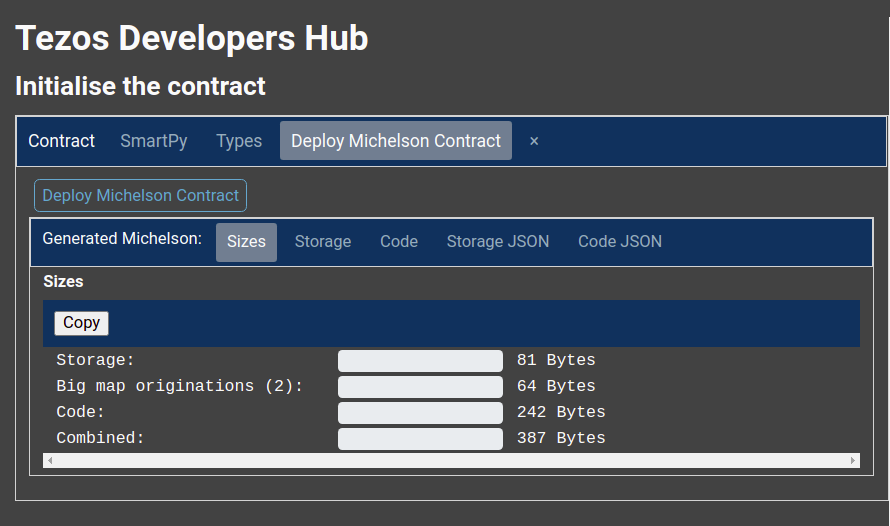 Tezos Developers Hub
Initialise the contract
Contract SmartPy Types Deploy Michelson Contract ×
Deploy Michelson Contract
Generated Michelson: Sizes Storage Code Storage JSON Code JSON
Sizes
Copy
Storage: 81 Bytes
Big map originations (2): 64 Bytes
Code: 242 Bytes
Combined: 387 Bytes